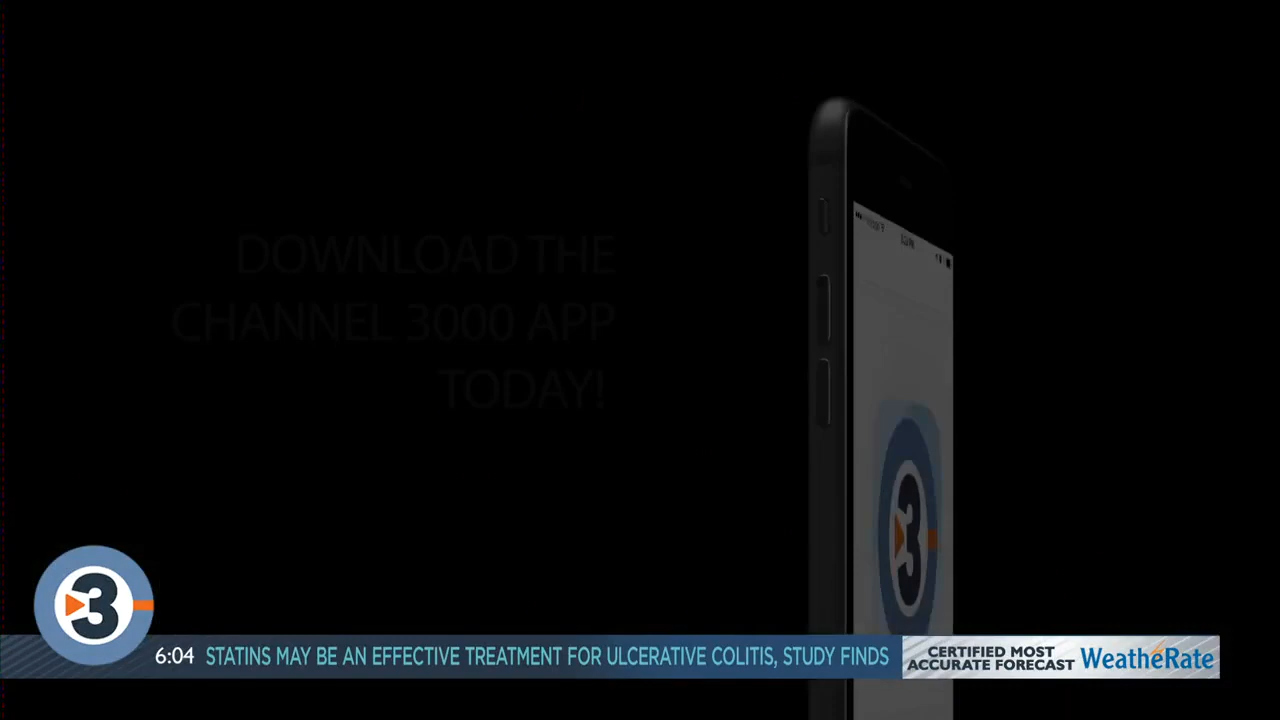 DOWNLOAD THE
CHANNEL 3000 APP
TODAY!
3
3
6:04 STATINS MAY BE AN EFFECTIVE TREATMENT FOR ULCERATIVE COLITIS, STUDY FINDS
CERTIFIED MOST
ACCURATE FORECAST
WeatheRate